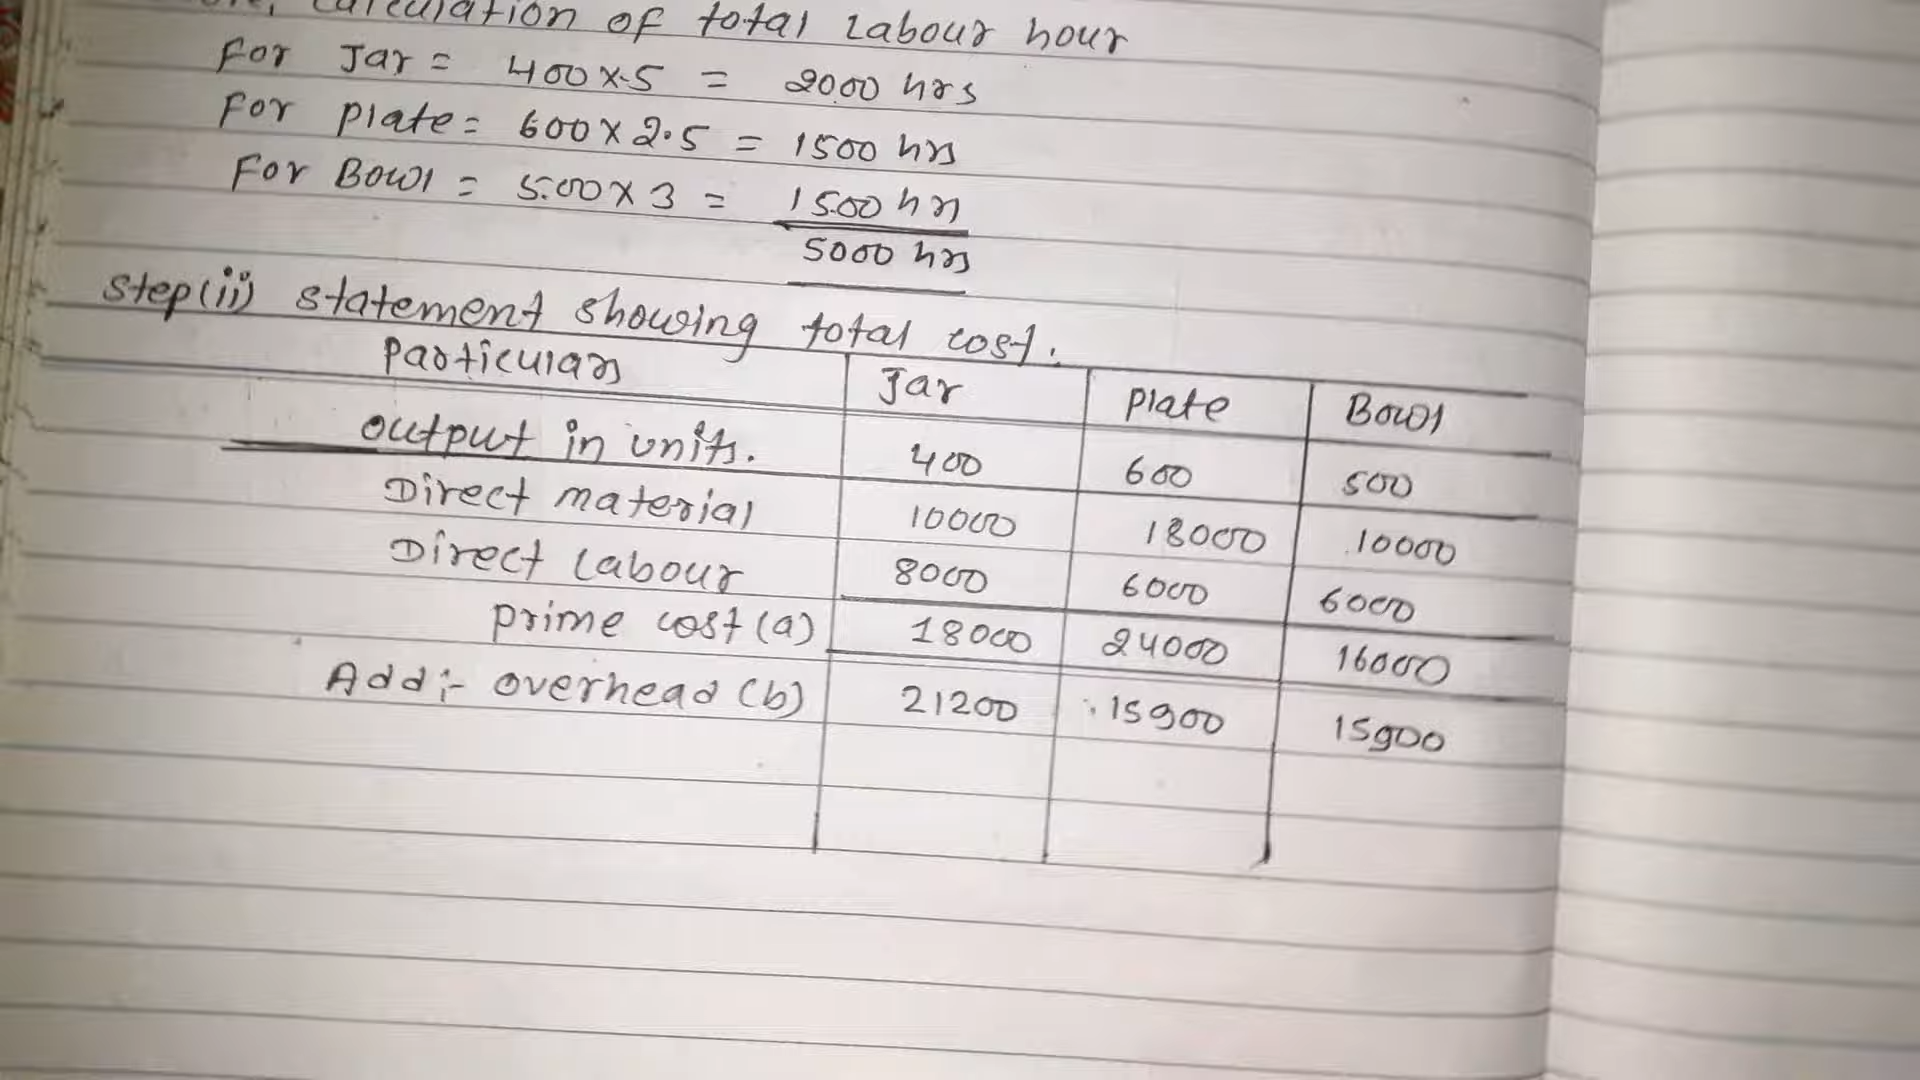 calculation of total Labour hour
For Jar = 400 x 5 = 2000 hrs
For plate = 600 x 2.5 = 1500 hrs
For Bowl = 500 x 3 = 1500 hrs
5000 hrs
Step(ii) statement showing total cost.
Particulars Jar Plate Bowl
output in units. 400 600 500
Direct material 10000 18000 10000
Direct Labour 8000 6000 6000
prime cost (a) 18000 24000 16000
Add:- overhead (b) 21200 15900 15900